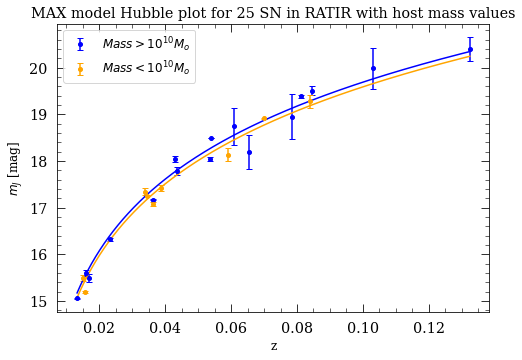 MAX model Hubble plot for 25 SN in RATIR with host mass values
Mass > 10^{10}M_o
Mass < 10^{10}M_o
20
19
18
17
16
15
m_J [mag]
0.02 0.04 0.06 0.08 0.10 0.12
z